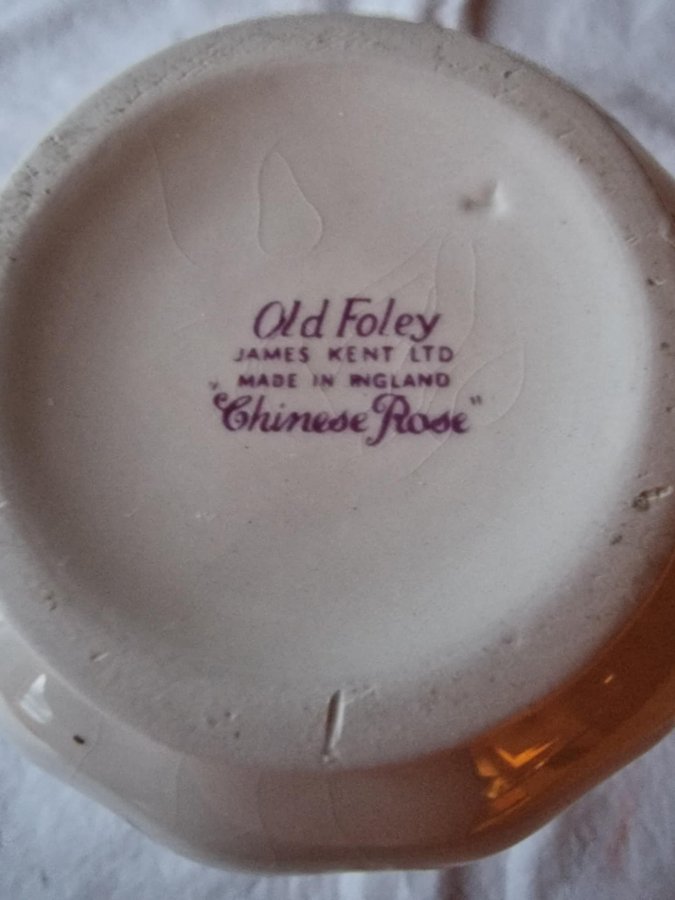 Old Foley
JAMES KENT LTD
MADE IN ENGLAND
"Chinese Rose"